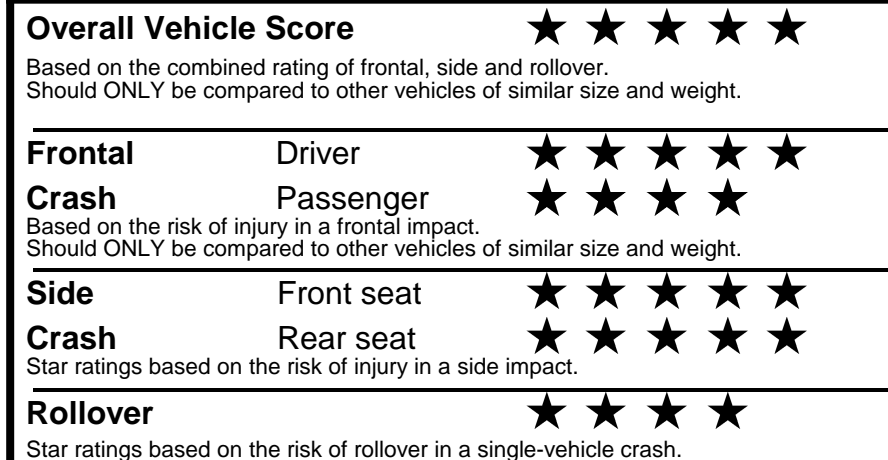 Overall Vehicle Score ★ ★ ★ ★ ★
Based on the combined rating of frontal, side and rollover.
Should ONLY be compared to other vehicles of similar size and weight.
Frontal Driver ★ ★ ★ ★ ★
Crash Passenger ★ ★ ★ ★
Based on the risk of injury in a frontal impact.
Should ONLY be compared to other vehicles of similar size and weight.
Side Front seat ★ ★ ★ ★ ★
Crash Rear seat ★ ★ ★ ★ ★
Star ratings based on the risk of injury in a side impact.
Rollover ★ ★ ★ ★
Star ratings based on the risk of rollover in a single-vehicle crash.